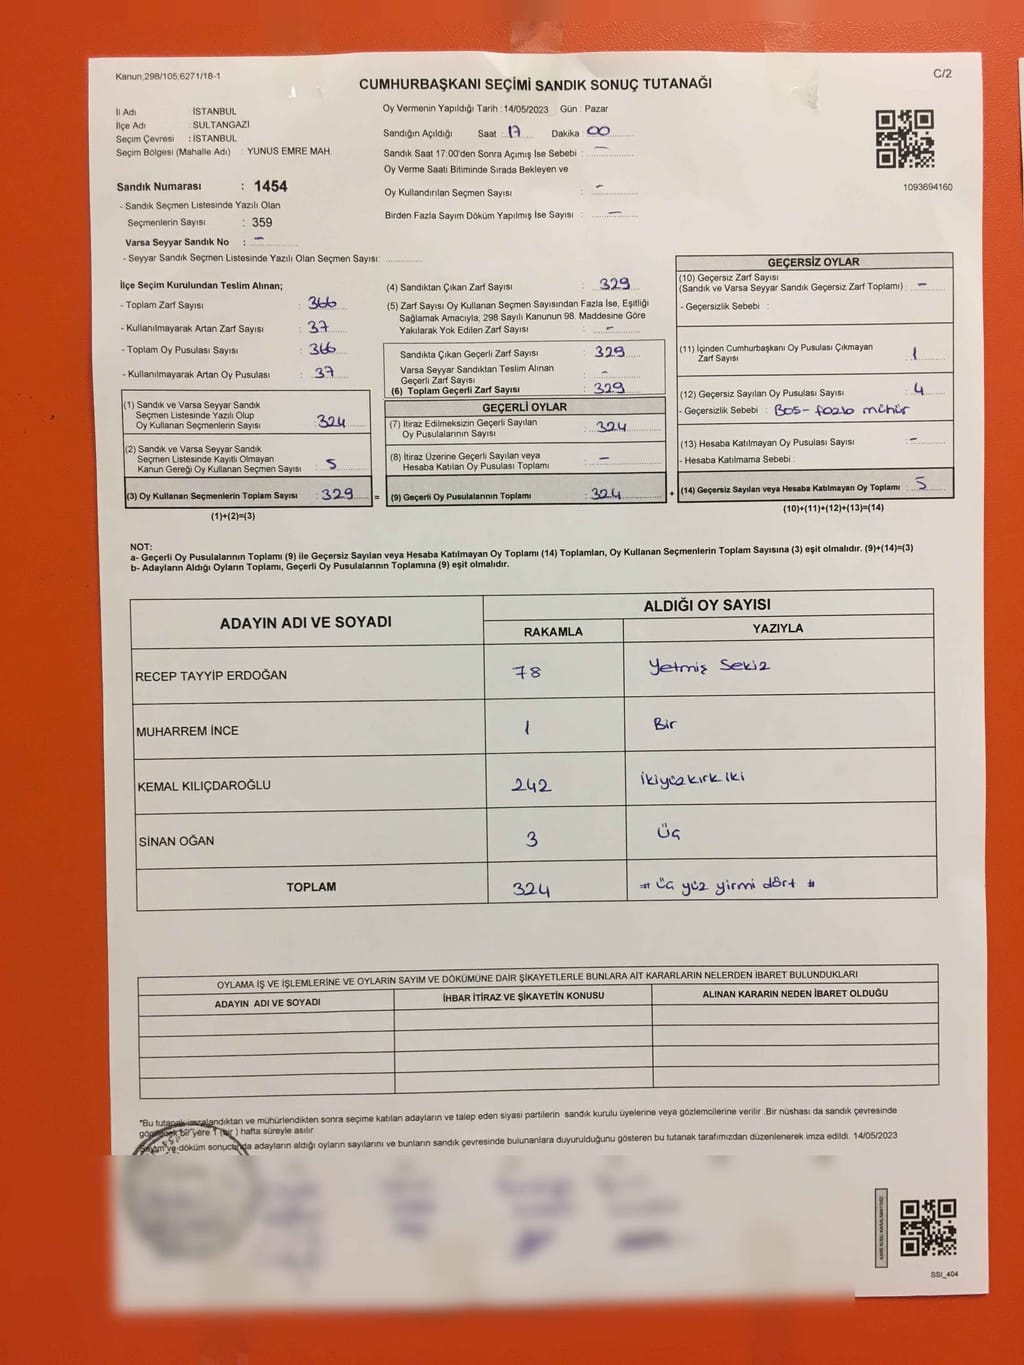 Kanun;298/105;6271/18-1
C/2
CUMHURBAŞKANI SEÇİMİ SANDIK SONUÇ TUTANAĞI
İl Adı : İSTANBUL
İlçe Adı : SULTANGAZİ
Seçim Çevresi : İSTANBUL
Seçim Bölgesi (Mahalle Adı) : YUNUS EMRE MAH.
Oy Vermenin Yapıldığı Tarih : 14/05/2023 Gün : Pazar
Sandığın Açıldığı Saat : 17 Dakika : 00
Sandık Saat 17:00'den Sonra Açımış İse Sebebi : —
Oy Verme Saati Bitiminde Sırada Bekleyen ve
Oy Kullandırılan Seçmen Sayısı : -
Birden Fazla Sayım Döküm Yapılmış İse Sayısı : —
1093694160
Sandık Numarası : 1454
- Sandık Seçmen Listesinde Yazılı Olan
Seçmenlerin Sayısı : 359
Varsa Seyyar Sandık No : -
- Seyyar Sandık Seçmen Listesinde Yazılı Olan Seçmen Sayısı:
İlçe Seçim Kurulundan Teslim Alınan;
- Toplam Zarf Sayısı : 366
- Kullanılmayarak Artan Zarf Sayısı : 37
- Toplam Oy Pusulası Sayısı : 366
- Kullanılmayarak Artan Oy Pusulası : 37
(1) Sandık ve Varsa Seyyar Sandık
Seçmen Listesinde Yazılı Olup
Oy Kullanan Seçmenlerin Sayısı : 324
(2) Sandık ve Varsa Seyyar Sandık
Seçmen Listesinde Kayıtlı Olmayan
Kanun Gereği Oy Kullanan Seçmen Sayısı : 5
(3) Oy Kullanan Seçmenlerin Toplam Sayısı : 329 =
(1)+(2)=(3)
(4) Sandıktan Çıkan Zarf Sayısı : 329
(5) Zarf Sayısı Oy Kullanan Seçmen Sayısından Fazla İse, Eşitliği
Sağlamak Amacıyla; 298 Sayılı Kanunun 98. Maddesine Göre
Yakılarak Yok Edilen Zarf Sayısı : -
Sandıkta Çıkan Geçerli Zarf Sayısı : 329
Varsa Seyyar Sandıktan Teslim Alınan
Geçerli Zarf Sayısı : -
(6) Toplam Geçerli Zarf Sayısı : 329
GEÇERLİ OYLAR
(7) İtiraz Edilmeksizin Geçerli Sayılan
Oy Pusulalarının Sayısı : 324
(8) İtiraz Üzerine Geçerli Sayılan veya
Hesaba Katılan Oy Pusulası Toplamı : —
(9) Geçerli Oy Pusulalarının Toplamı : 324 +
GEÇERSİZ OYLAR
(10) Geçersiz Zarf Sayısı
(Sandık ve Varsa Seyyar Sandık Geçersiz Zarf Toplamı) : -
- Geçersizlik Sebebi :
(11) İçinden Cumhurbaşkanı Oy Pusulası Çıkmayan
Zarf Sayısı : 1
(12) Geçersiz Sayılan Oy Pusulası Sayısı : 4
- Geçersizlik Sebebi : Boş- fazla mühür
(13) Hesaba Katılmayan Oy Pusulası Sayısı : -
- Hesaba Katılmama Sebebi :
(14) Geçersiz Sayılan veya Hesaba Katılmayan Oy Toplamı : 5
(10)+(11)+(12)+(13)=(14)
NOT:
a- Geçerli Oy Pusulalarının Toplamı (9) ile Geçersiz Sayılan veya Hesaba Katılmayan Oy Toplamı (14) Toplamları, Oy Kullanan Seçmenlerin Toplam Sayısına (3) eşit olmalıdır. (9)+(14)=(3)
b- Adayların Aldığı Oyların Toplamı, Geçerli Oy Pusulalarının Toplamına (9) eşit olmalıdır.
ADAYIN ADI VE SOYADI
ALDIĞI OY SAYISI
RAKAMLA YAZIYLA
RECEP TAYYİP ERDOĞAN 78 Yetmiş Sekiz
MUHARREM İNCE 1 Bir
KEMAL KILIÇDAROĞLU 242 ikiyüzkırk iki
SİNAN OĞAN 3 Üç
TOPLAM 324 # Üç yüz yirmi dört #
OYLAMA İŞ VE İŞLEMLERİNE VE OYLARIN SAYIM VE DÖKÜMÜNE DAİR ŞİKAYETLERLE BUNLARA AİT KARARLARIN NELERDEN İBARET BULUNDUKLARI
ADAYIN ADI VE SOYADI İHBAR İTİRAZ VE ŞİKAYETİN KONUSU ALINAN KARARIN NEDEN İBARET OLDUĞU
"Bu tutanak imzalandıktan ve mühürlendikten sonra seçime katılan adayların ve talep eden siyasi partilerin sandık kurulu üyelerine veya gözlemcilerine verilir .Bir nüshası da sandık çevresinde
görülecek bir yere 1 (bir ) hafta süreyle asılır
Sayım ve döküm sonucunda adayların aldığı oyların sayılarını ve bunların sandık çevresinde bulunanlara duyurulduğunu gösteren bu tutanak tarafımızdan düzenlenerek imza edildi. 14/05/2023
SSI_404